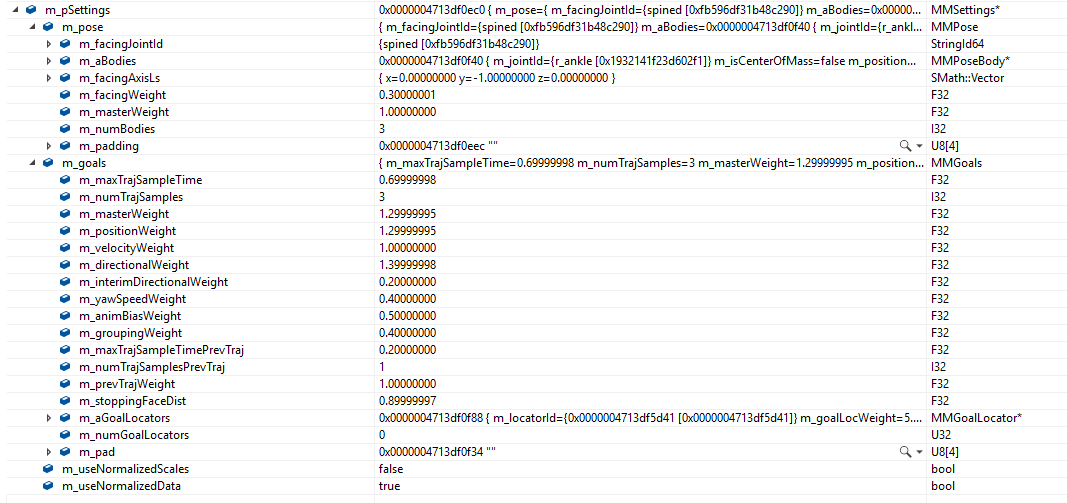 m_pSettings 0x0000004713df0ec0 { m_pose={ m_facingJointId={spined [0xfb596df31b48c290]} m_aBodies=0x00000... MMSettings*
m_pose { m_facingJointId={spined [0xfb596df31b48c290]} m_aBodies=0x0000004713df0f40 { m_jointId={r_ankl... MMPose
m_facingJointId {spined [0xfb596df31b48c290]} StringId64
m_aBodies 0x0000004713df0f40 { m_jointId={r_ankle [0x1932141f23d602f1]} m_isCenterOfMass=false m_position... MMPoseBody*
m_facingAxisLs { x=0.00000000 y=-1.00000000 z=0.00000000 } SMath::Vector
m_facingWeight 0.30000001 F32
m_masterWeight 1.00000000 F32
m_numBodies 3 I32
m_padding 0x0000004713df0eec "" U8[4]
m_goals { m_maxTrajSampleTime=0.69999998 m_numTrajSamples=3 m_masterWeight=1.29999995 m_position... MMGoals
m_maxTrajSampleTime 0.69999998 F32
m_numTrajSamples 3 I32
m_masterWeight 1.29999995 F32
m_positionWeight 1.29999995 F32
m_velocityWeight 1.00000000 F32
m_directionalWeight 1.39999998 F32
m_interimDirectionalWeight 0.20000000 F32
m_yawSpeedWeight 0.40000000 F32
m_animBiasWeight 0.50000000 F32
m_groupingWeight 0.40000000 F32
m_maxTrajSampleTimePrevTraj 0.20000000 F32
m_numTrajSamplesPrevTraj 1 I32
m_prevTrajWeight 1.00000000 F32
m_stoppingFaceDist 0.89999997 F32
m_aGoalLocators 0x0000004713df0f88 { m_locatorId={0x0000004713df5d41 [0x0000004713df5d41]} m_goalLocWeight=5.... MMGoalLocator*
m_numGoalLocators 0 U32
m_pad 0x0000004713df0f34 "" U8[4]
m_useNormalizedScales false bool
m_useNormalizedData true bool